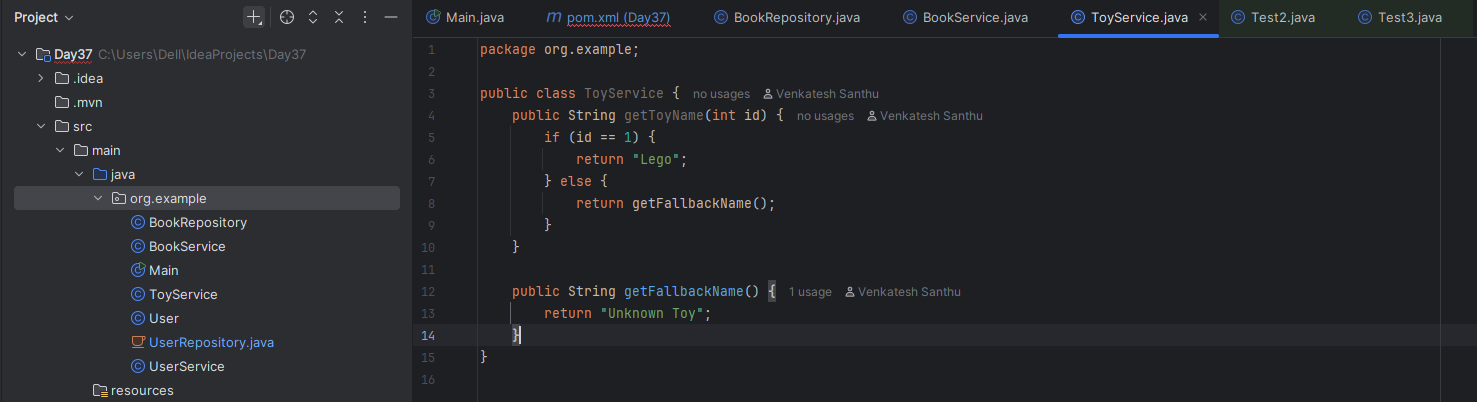 Project
Day37 C:\Users\Dell\IdeaProjects\Day37
.idea
.mvn
src
main
java
org.example
BookRepository
BookService
Main
ToyService
User
UserRepository.java
UserService
resources
Main.java
pom.xml (Day37)
BookRepository.java
BookService.java
ToyService.java
Test2.java
Test3.java
1 package org.example;
2
3 public class ToyService { no usages Venkatesh Santhu
4 public String getToyName(int id) { no usages Venkatesh Santhu
5 if (id == 1) {
6 return "Lego";
7 } else {
8 return getFallbackName();
9 }
10 }
11
12 public String getFallbackName() { 1 usage Venkatesh Santhu
13 return "Unknown Toy";
14 }
15 }
16